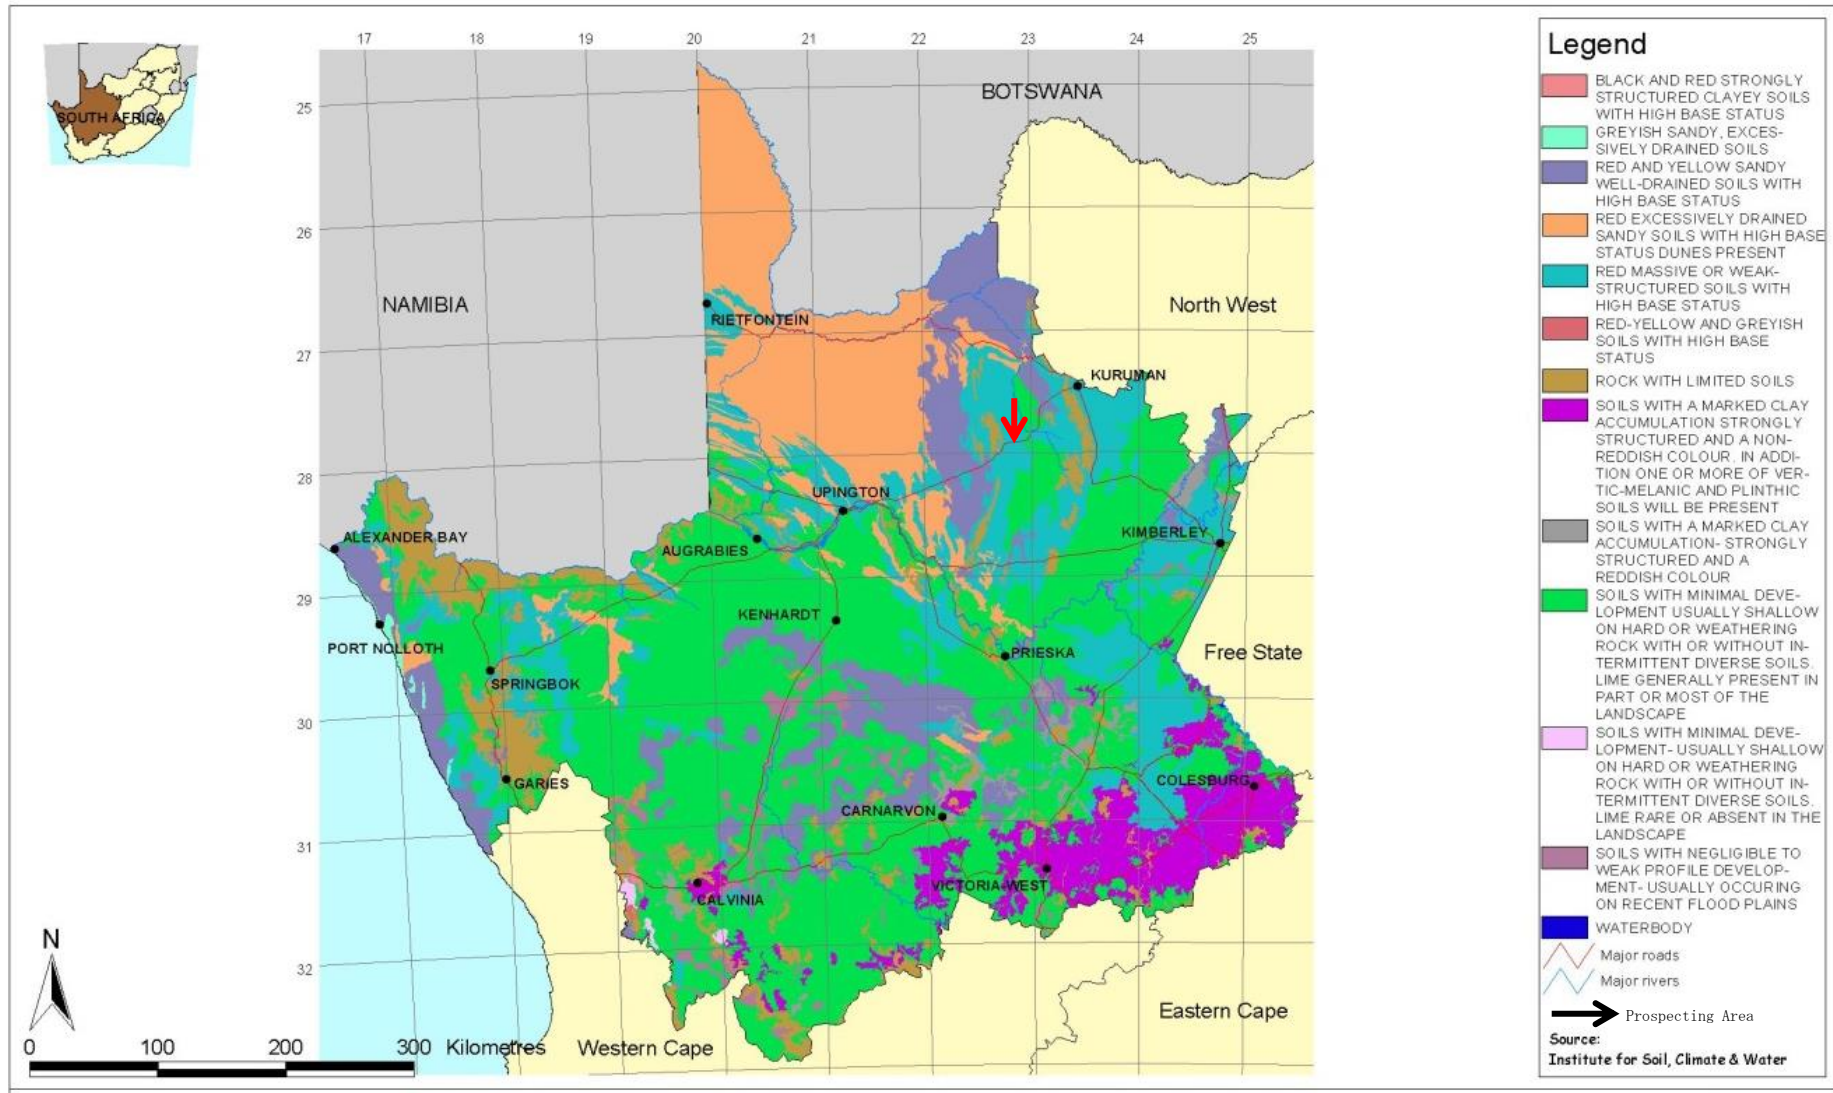 17 18 19 20 21 22 23 24 25
25
26
27
28
29
30
31
32
SOUTH AFRICA
BOTSWANA
NAMIBIA
North West
RIETFONTEIN
KURUMAN
UPINGTON
ALEXANDER BAY
AUGRABIES
KIMBERLEY
KENHARDT
PORT NOLLOTH
PRIESKA
Free State
SPRINGBOK
GARIES
COLESBURG
CARNARVON
VICTORIA-WEST
CALVINIA
Eastern Cape
Western Cape
N
0 100 200 300 Kilometres
Legend
BLACK AND RED STRONGLY
STRUCTURED CLAYEY SOILS
WITH HIGH BASE STATUS
GREYISH SANDY, EXCES-
SIVELY DRAINED SOILS
RED AND YELLOW SANDY
WELL-DRAINED SOILS WITH
HIGH BASE STATUS
RED EXCESSIVELY DRAINED
SANDY SOILS WITH HIGH BASE
STATUS DUNES PRESENT
RED MASSIVE OR WEAK-
STRUCTURED SOILS WITH
HIGH BASE STATUS
RED-YELLOW AND GREYISH
SOILS WITH HIGH BASE
STATUS
ROCK WITH LIMITED SOILS
SOILS WITH A MARKED CLAY
ACCUMULATION STRONGLY
STRUCTURED AND A NON-
REDDISH COLOUR. IN ADDI-
TION ONE OR MORE OF VER-
TIC-MELANIC AND PLINTHIC
SOILS WILL BE PRESENT
SOILS WITH A MARKED CLAY
ACCUMULATION- STRONGLY
STRUCTURED AND A
REDDISH COLOUR
SOILS WITH MINIMAL DEVE-
LOPMENT USUALLY SHALLOW
ON HARD OR WEATHERING
ROCK WITH OR WITHOUT IN-
TERMITTENT DIVERSE SOILS.
LIME GENERALLY PRESENT IN
PART OR MOST OF THE
LANDSCAPE
SOILS WITH MINIMAL DEVE-
LOPMENT- USUALLY SHALLOW
ON HARD OR WEATHERING
ROCK WITH OR WITHOUT IN-
TERMITTENT DIVERSE SOILS.
LIME RARE OR ABSENT IN THE
LANDSCAPE
SOILS WITH NEGLIGIBLE TO
WEAK PROFILE DEVELOP-
MENT- USUALLY OCCURING
ON RECENT FLOOD PLAINS
WATERBODY
Major roads
Major rivers
Prospecting Area
Source:
Institute for Soil, Climate & Water